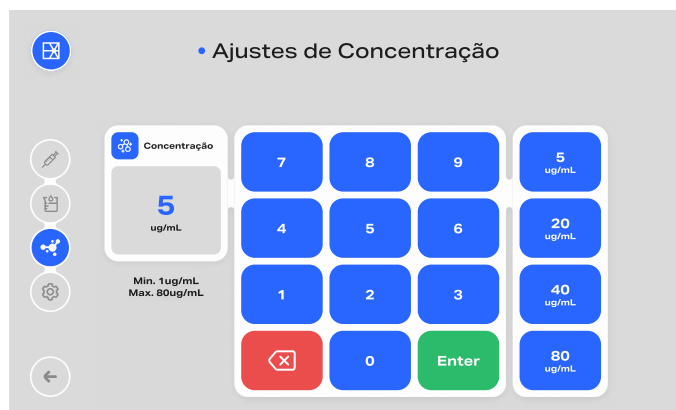 Ajustes de Concentração
Concentração
5
ug/mL
Min. 1ug/mL
Max. 80ug/mL
7
8
9
4
5
6
1
2
3
0
Enter
5
ug/mL
20
ug/mL
40
ug/mL
80
ug/mL